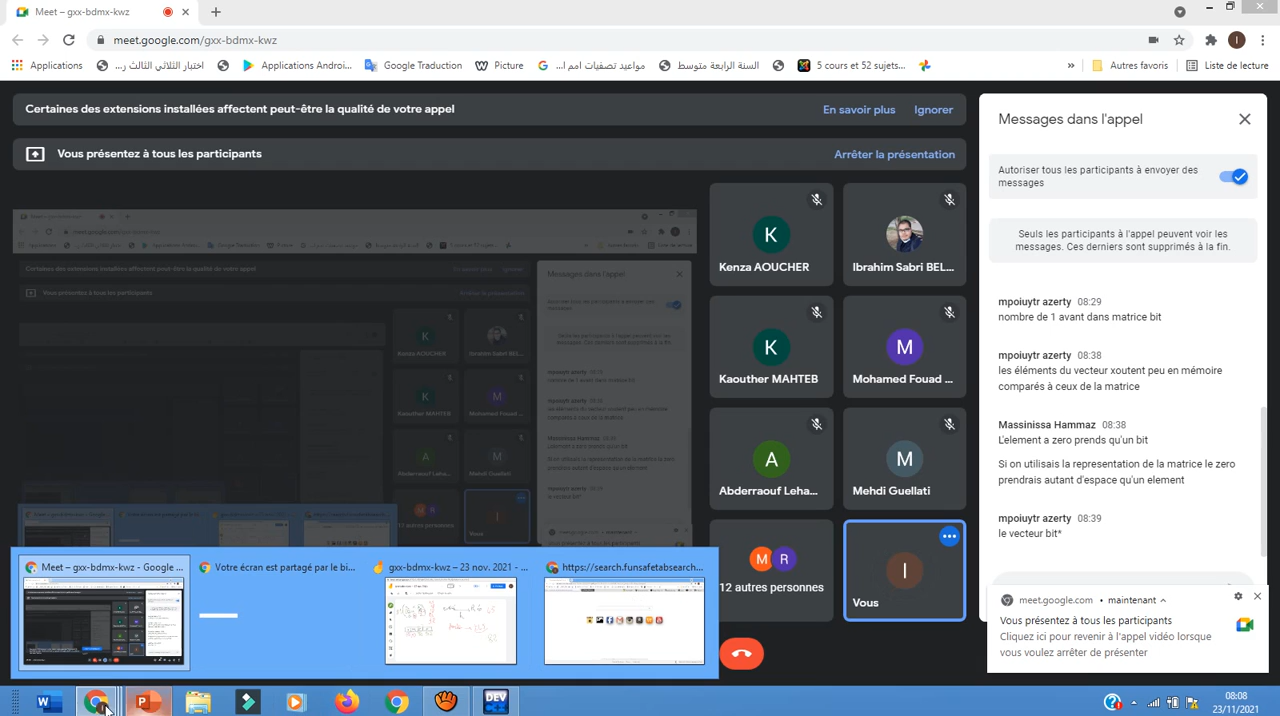 Meet – gxx-bdmx-kwz
meet.google.com/gxx-bdmx-kwz
Applications
اختبار الثلاثي الثالث ر...
Applications Androi...
Google Traduction
Picture
مواعيد تصفيات امم ا...
السنة الرابعة متوسط
5 cours et 52 sujets...
»
Autres favoris
Liste de lecture
Certaines des extensions installées affectent peut-être la qualité de votre appel
En savoir plus
Ignorer
Vous présentez à tous les participants
Arrêter la présentation
K
Kenza AOUCHER
Ibrahim Sabri BEL...
K
Kaouther MAHTEB
M
Mohamed Fouad ...
A
Abderraouf Leha...
M
Mehdi Guellati
M R
12 autres personnes
I
Vous
Messages dans l'appel
Autoriser tous les participants à envoyer des
messages
Seuls les participants à l'appel peuvent voir les
messages. Ces derniers sont supprimés à la fin.
mpoiuytr azerty 08:29
nombre de 1 avant dans matrice bit
mpoiuytr azerty 08:38
les éléments du vecteur xoutent peu en mémoire
comparés à ceux de la matrice
Massinissa Hammaz 08:38
L'element a zero prends qu'un bit
Si on utilisais la representation de la matrice le zero
prendrais autant d'espace qu'un element
mpoiuytr azerty 08:39
le vecteur bit*
meet.google.com • maintenant
Vous présentez à tous les participants
Cliquez ici pour revenir à l'appel vidéo lorsque
vous voulez arrêter de présenter
Meet – gxx-bdmx-kwz - Google...
Votre écran est partagé par le bi...
gxx-bdmx-kwz – 23 nov. 2021 - ...
https://search.funsafetabsearch...
W
DEV
08:08
23/11/2021